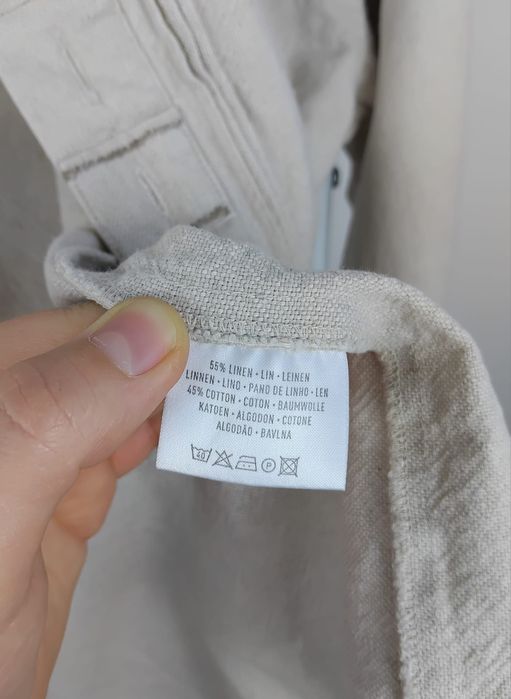 55% LINEN • LIN • LEINEN
LINNEN • LINO • PANO DE LINHO • LEN
45% COTTON • COTON • BAUMWOLLE
KATOEN • ALGODON • COTONE
ALGODÃO • BAVLNA
40 P